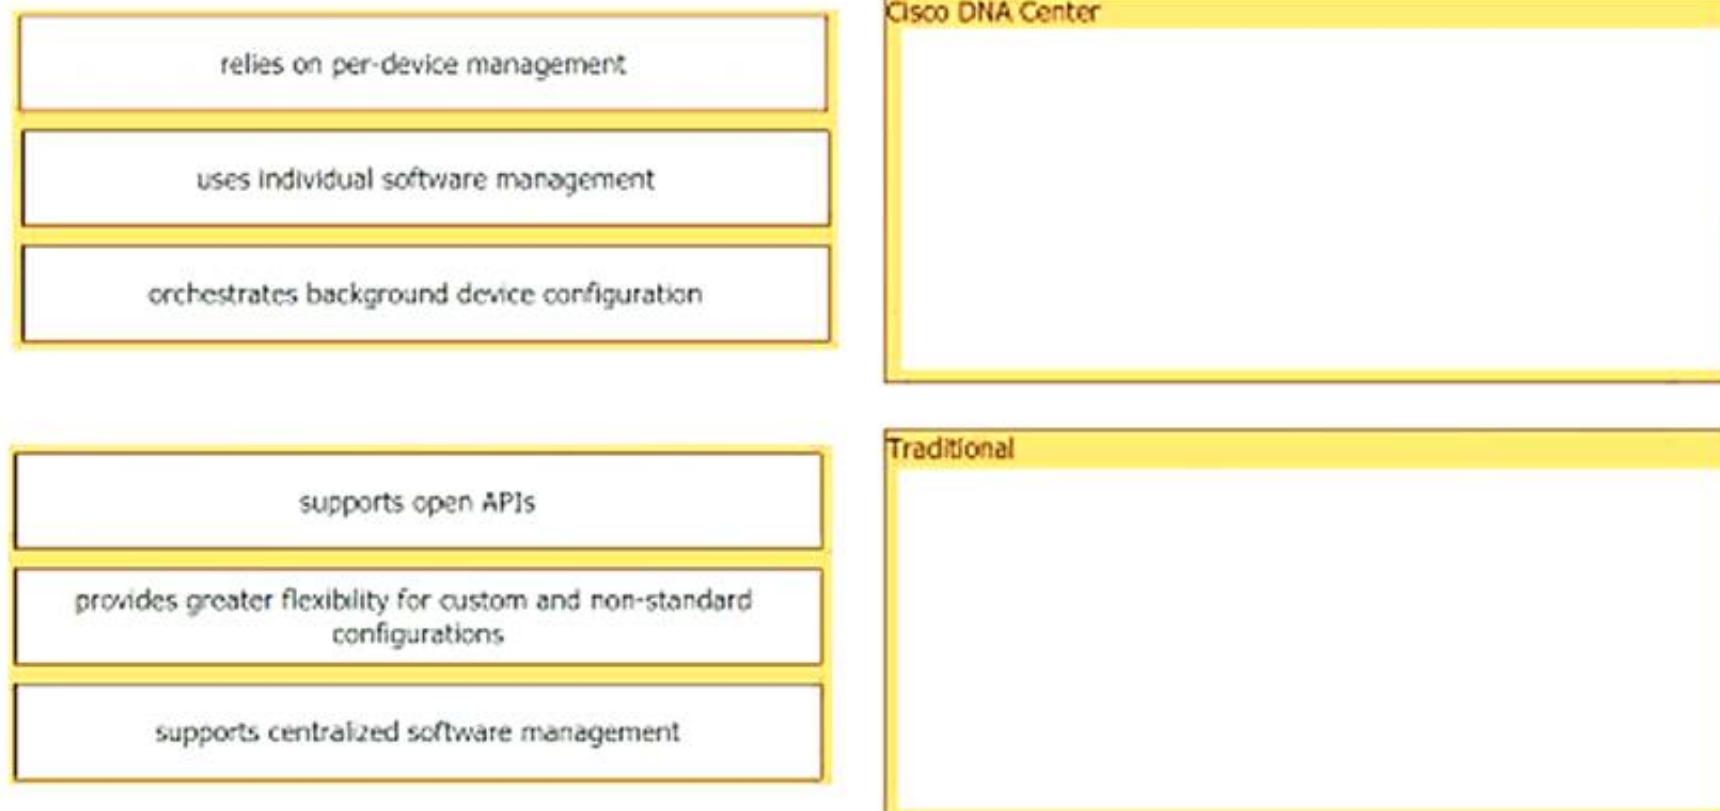 relies on per-device management
uses individual software management
orchestrates background device configuration
supports open APIs
provides greater flexibility for custom and non-standard
configurations
supports centralized software management
Cisco DNA Center
Traditional